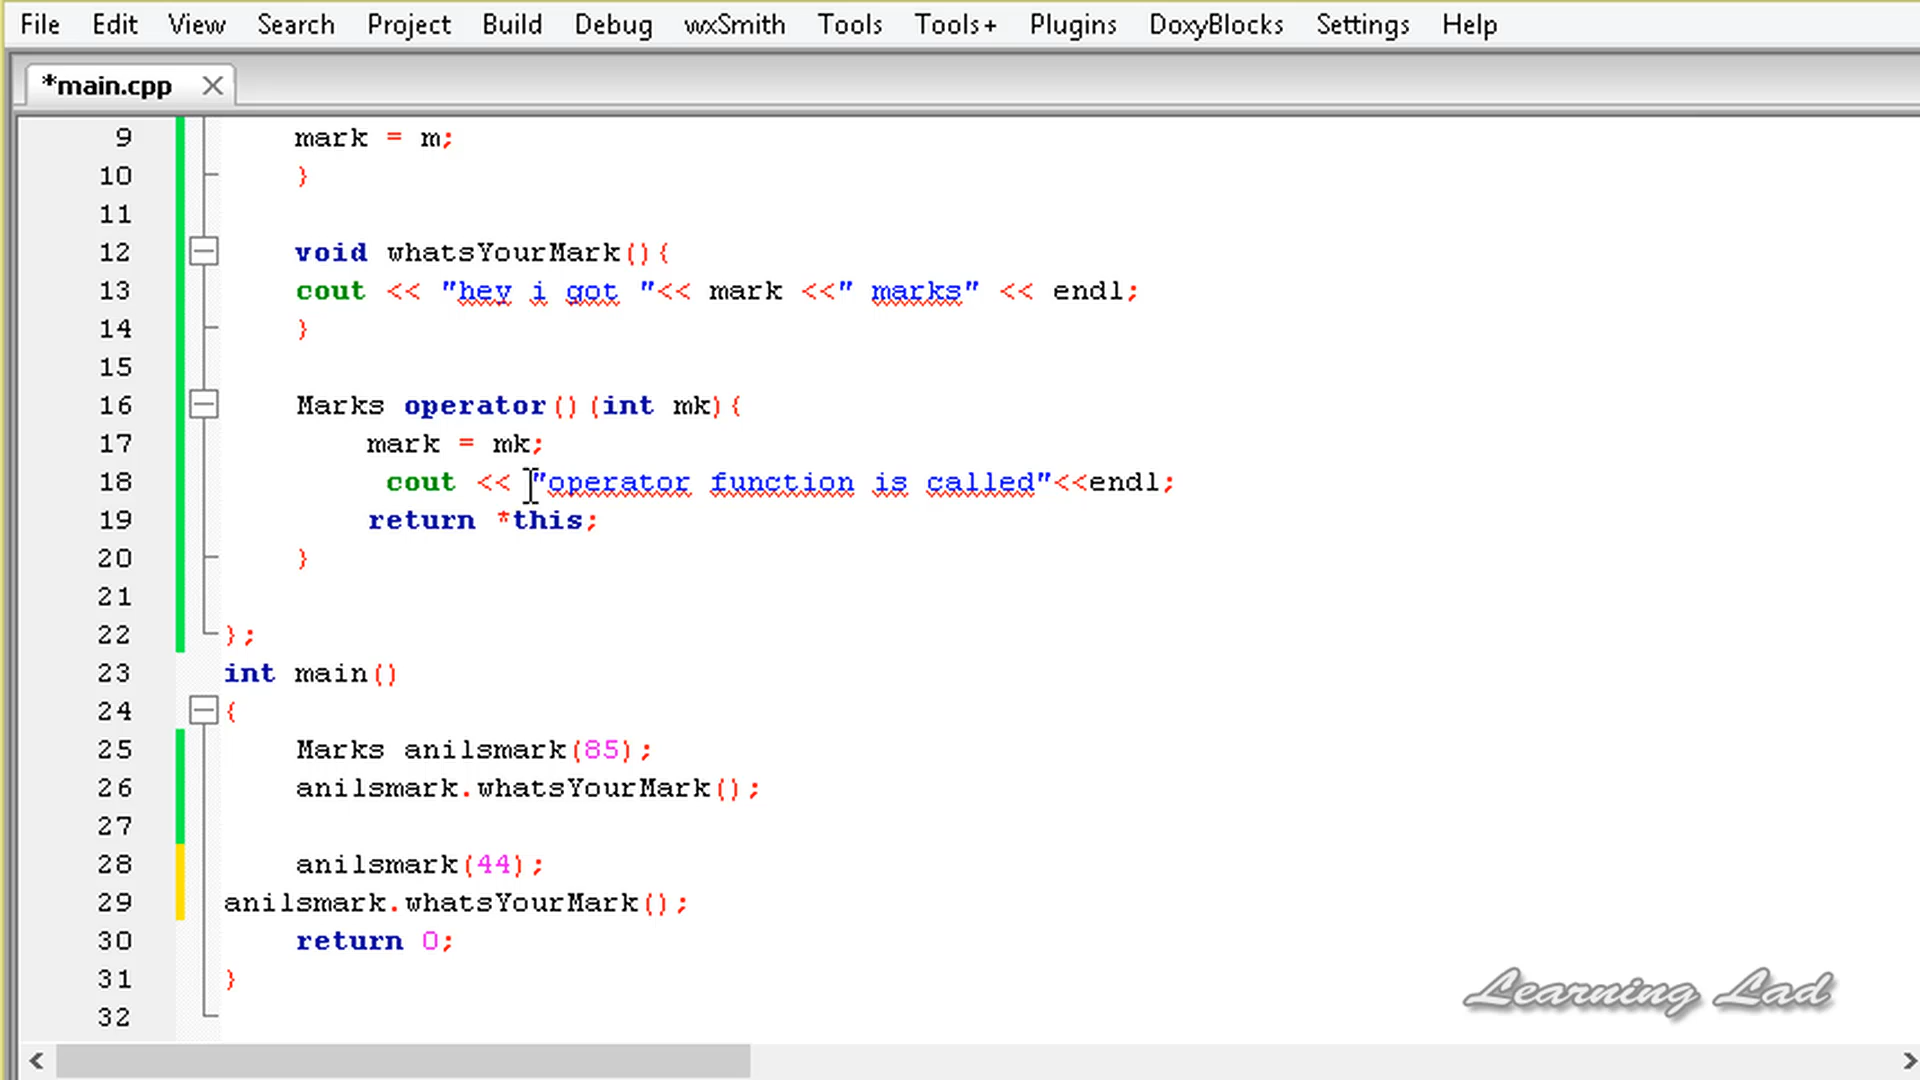 File Edit View Search Project Build Debug wxSmith Tools Tools+ Plugins DoxyBlocks Settings Help
*main.cpp
9 mark = m;
10 }
11
12 void whatsYourMark(){
13 cout << "hey i got "<< mark <<" marks" << endl;
14 }
15
16 Marks operator()(int mk){
17 mark = mk;
18 cout << "operator function is called"<<endl;
19 return *this;
20 }
21
22 };
23 int main()
24 {
25 Marks anilsmark(85);
26 anilsmark.whatsYourMark();
27
28 anilsmark(44);
29 anilsmark.whatsYourMark();
30 return 0;
31 }
32
Learning Lad